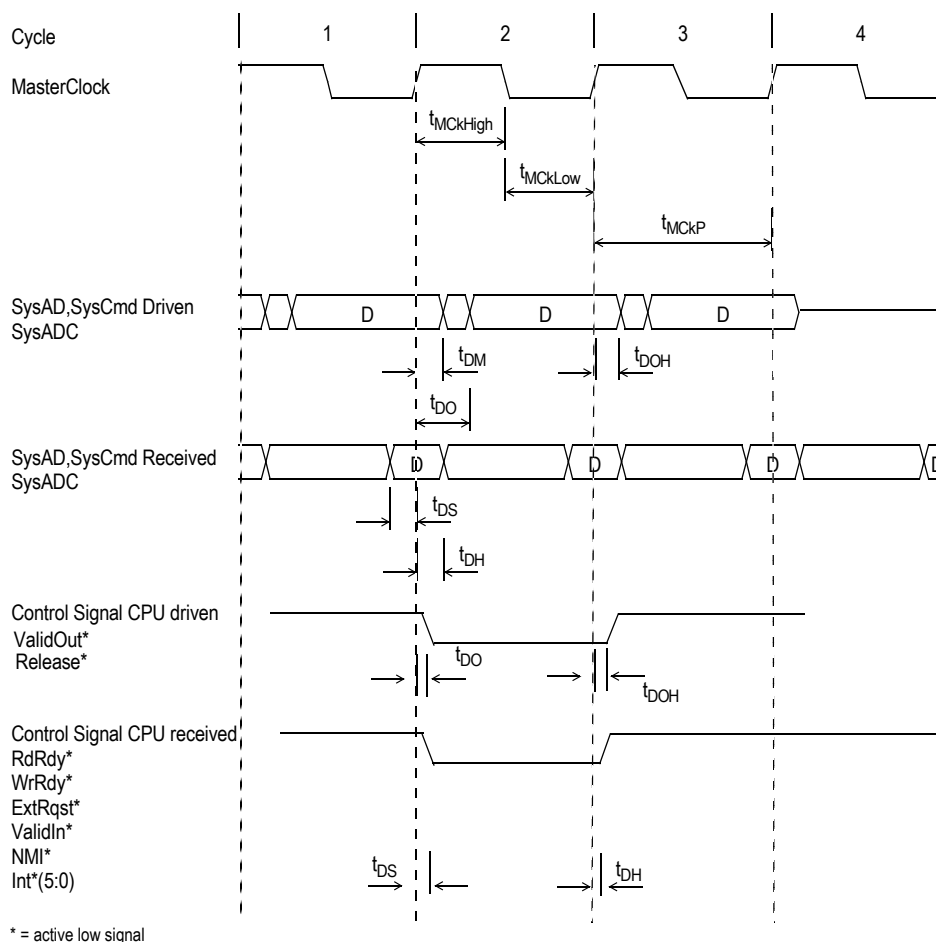 Cycle 1 2 3 4
MasterClock
tMCkHigh
tMCkLow
tMCkP
SysAD,SysCmd Driven
SysADC
D D D
tDM tDOH
tDO
SysAD,SysCmd Received
SysADC
D D D D
tDS
tDH
Control Signal CPU driven
ValidOut*
Release*
tDO
tDOH
Control Signal CPU received
RdRdy*
WrRdy*
ExtRqst*
ValidIn*
NMI*
Int*(5:0)
tDS tDH
* = active low signal